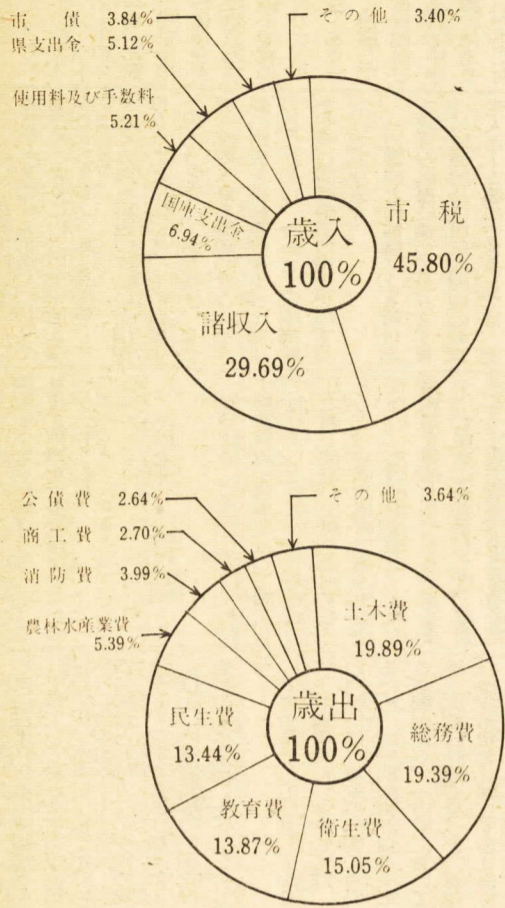 市債 3.84%
その他 3.40%
県支出金 5.12%
使用料及び手数料
5.21%
国庫支出金
6.94%
歳入
100%
市税
45.80%
諸収入
29.69%
公債費 2.64%
その他 3.64%
商工費 2.70%
消防費 3.99%
農林水産業費
5.39%
土木費
19.89%
民生費
13.44%
歳出
100%
総務費
19.39%
教育費
13.87%
衛生費
15.05%